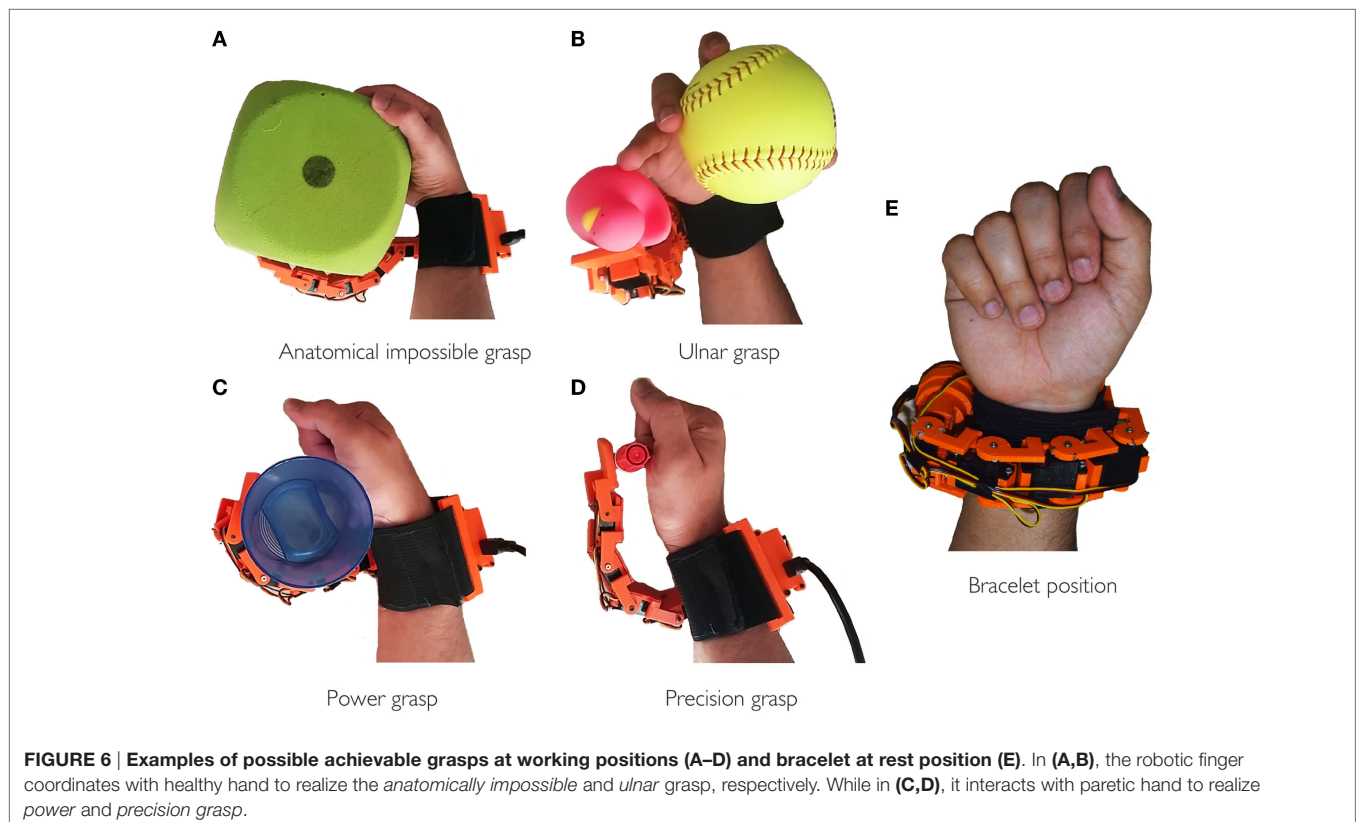 A
B
Anatomical impossible grasp
Ulnar grasp
C
D
E
Power grasp
Precision grasp
Bracelet position
FIGURE 6 | Examples of possible achievable grasps at working positions (A–D) and bracelet at rest position (E). In (A,B), the robotic finger
coordinates with healthy hand to realize the anatomically impossible and ulnar grasp, respectively. While in (C,D), it interacts with paretic hand to realize
power and precision grasp.